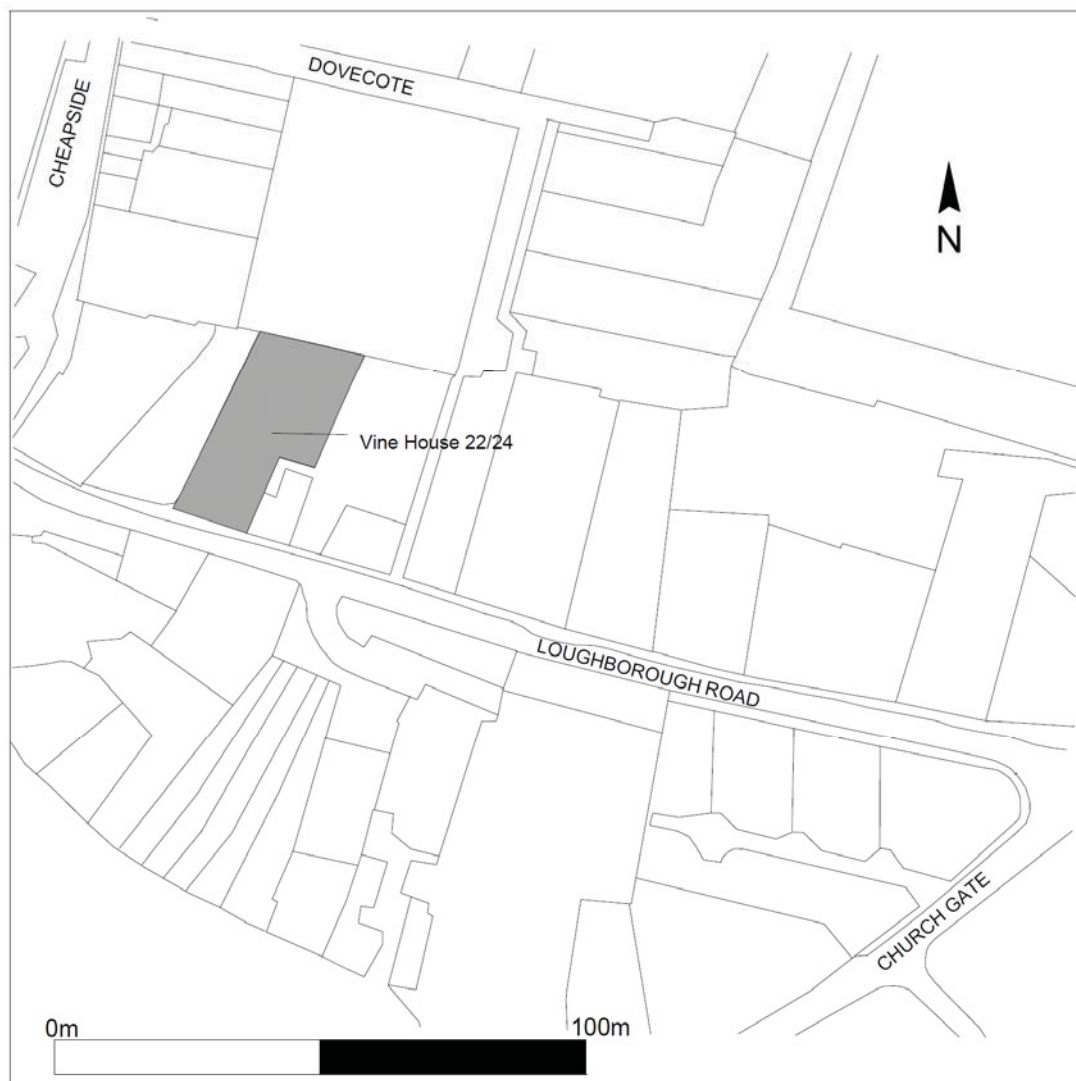 DOVECOTE
CHEAPSIDE
N
Vine House 22/24
LOUGHBOROUGH ROAD
CHURCH GATE
0m 100m